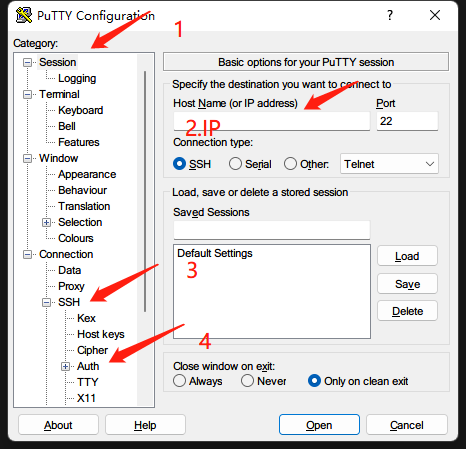 PuTTY Configuration
1
Category:
Session
Logging
Terminal
Keyboard
Bell
Features
Window
Appearance
Behaviour
Translation
Selection
Colours
Connection
Data
Proxy
SSH
Kex
Host keys
Cipher
Auth
TTY
X11
Basic options for your PuTTY session
Specify the destination you want to connect to
Host Name (or IP address) Port
2.IP 22
Connection type:
SSH Serial Other: Telnet
Load, save or delete a stored session
Saved Sessions
Default Settings
Load
Save
Delete
3
4
Close window on exit:
Always Never Only on clean exit
About Help Open Cancel